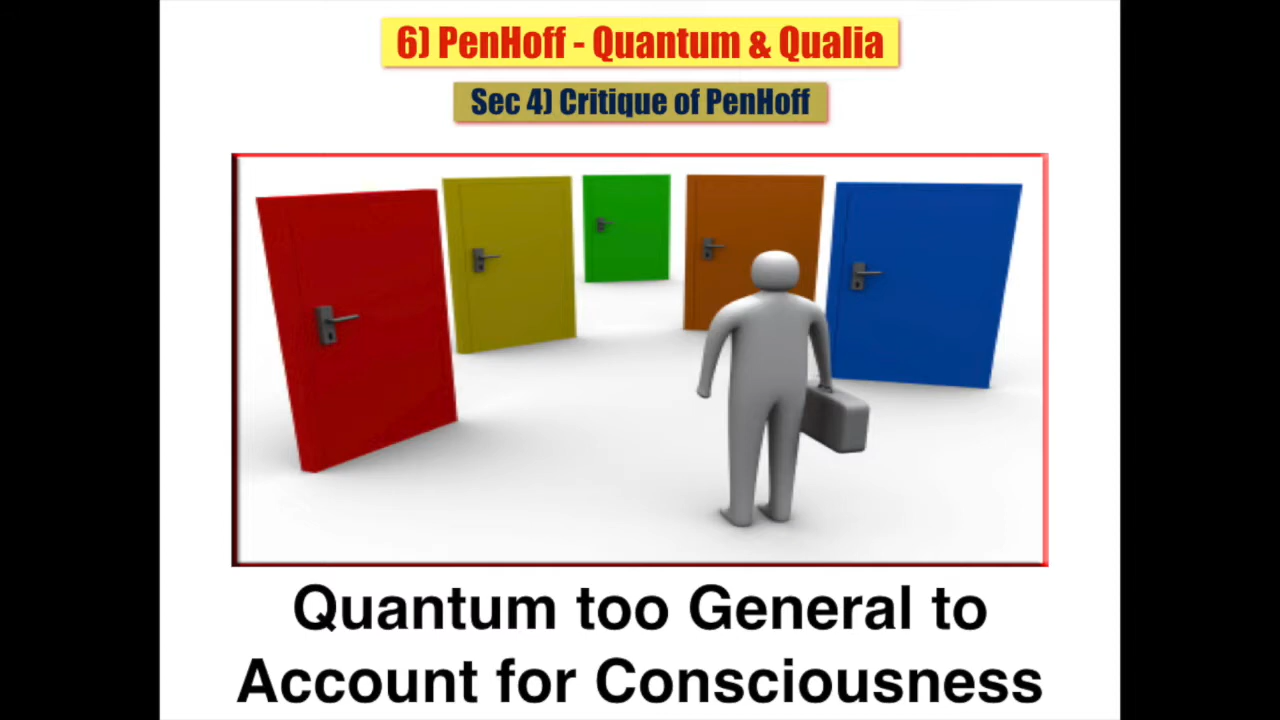 6) PenHoff - Quantum & Qualia
Sec 4) Critique of PenHoff
Quantum too General to
Account for Consciousness